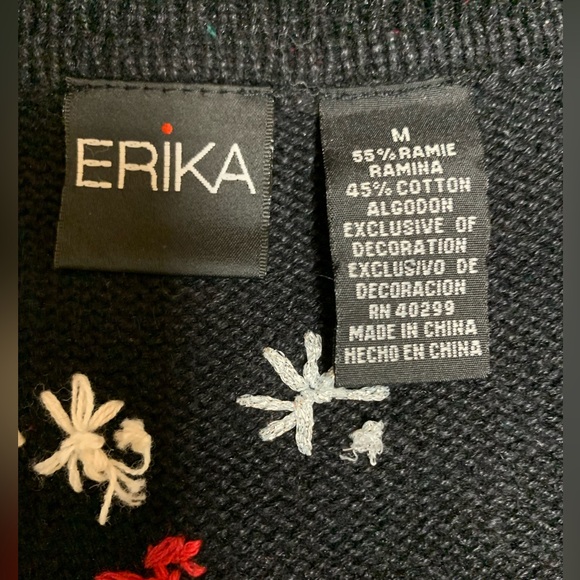 ERiKA
M
55% RAMIE
RAMINA
45% COTTON
ALGODON
EXCLUSIVE OF
DECORATION
EXCLUSIVO DE
DECORACION
RN 40299
MADE IN CHINA
HECHO EN CHINA